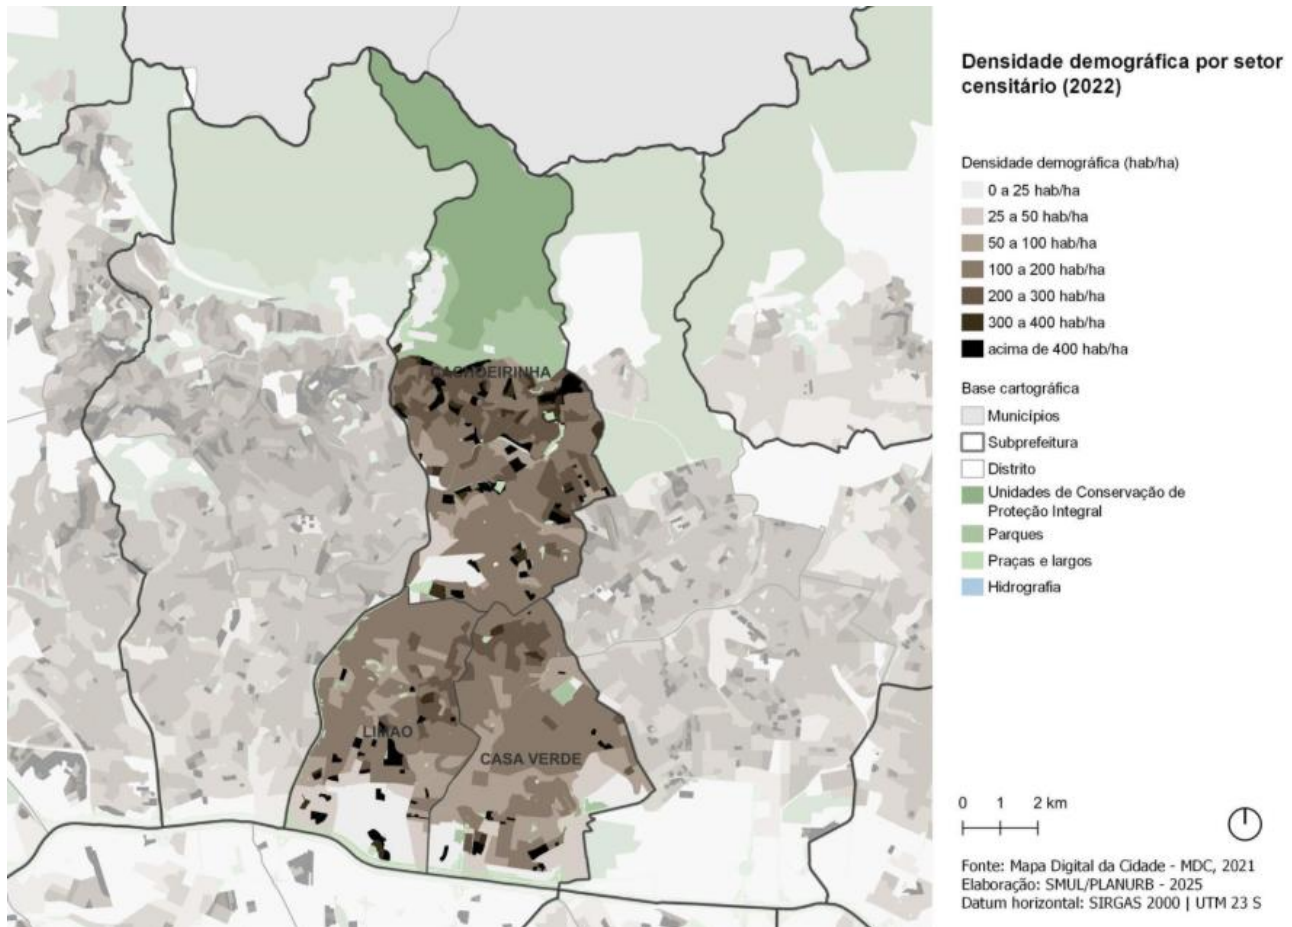 Densidade demográfica por setor
censitário (2022)
Densidade demográfica (hab/ha)
0 a 25 hab/ha
25 a 50 hab/ha
50 a 100 hab/ha
100 a 200 hab/ha
200 a 300 hab/ha
300 a 400 hab/ha
acima de 400 hab/ha
Base cartográfica
Municípios
Subprefeitura
Distrito
Unidades de Conservação de
Proteção Integral
Parques
Praças e largos
Hidrografia
CACHOEIRINHA
LIMAO
CASA VERDE
0 1 2 km
Fonte: Mapa Digital da Cidade - MDC, 2021
Elaboração: SMUL/PLANURB - 2025
Datum horizontal: SIRGAS 2000 | UTM 23 S